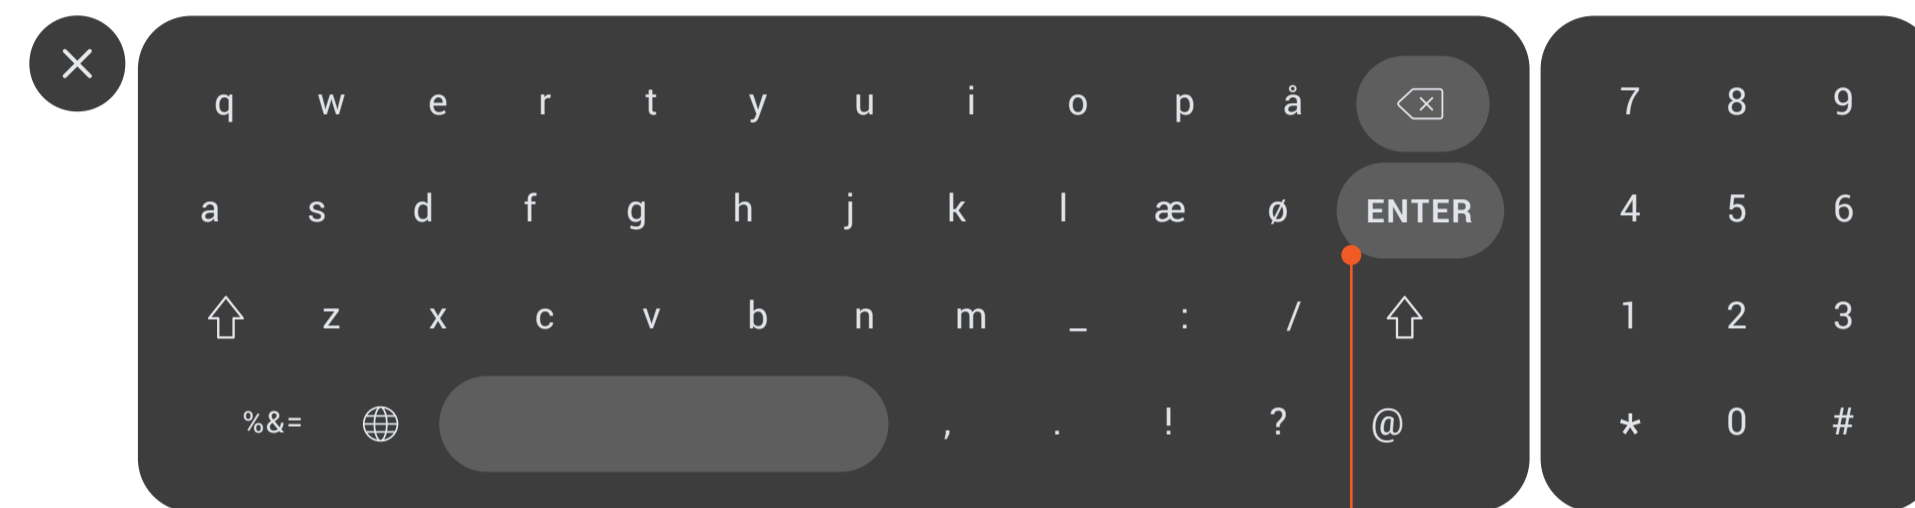 q w e r t y u i o p å 7 8 9
a s d f g h j k l æ ø ENTER 4 5 6
z x c v b n m _ : / 1 2 3
%&= , . ! ? @ * 0 #